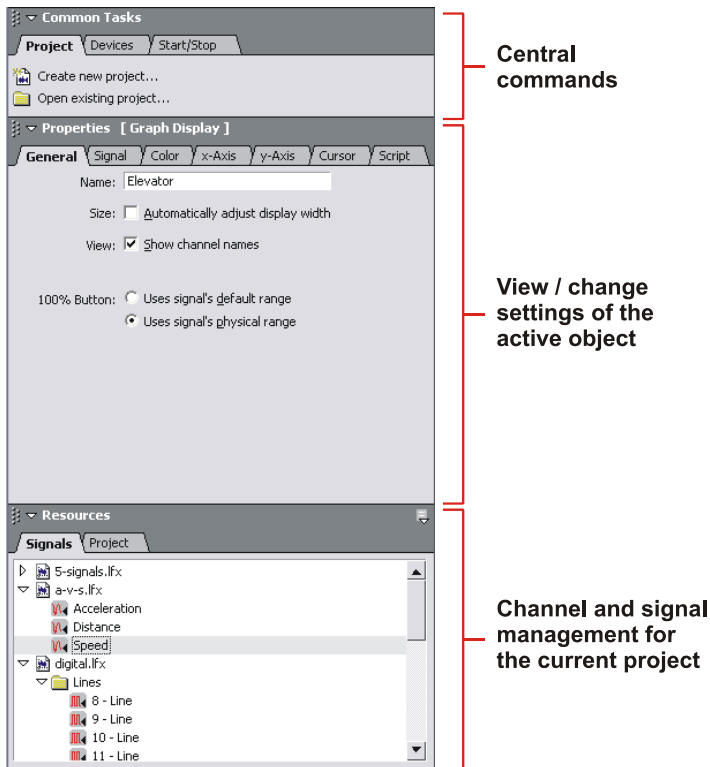 Common Tasks
Project Devices Start/Stop
Create new project...
Open existing project...
Central
commands
Properties [ Graph Display ]
General Signal Color x-Axis y-Axis Cursor Script
Name: Elevator
Size: Automatically adjust display width
View: Show channel names
100% Button: Uses signal's default range
Uses signal's physical range
View / change
settings of the
active object
Resources
Signals Project
5-signals.lfx
a-v-s.lfx
Acceleration
Distance
Speed
digital.lfx
Lines
8 - Line
9 - Line
10 - Line
11 - Line
Channel and signal
management for
the current project